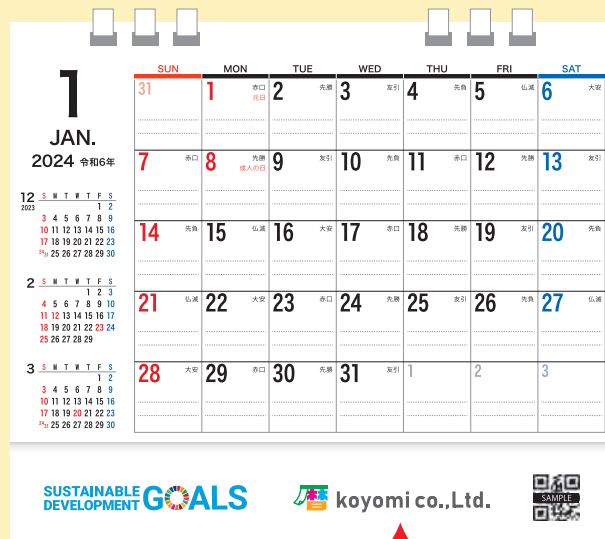 1
JAN.
2024 令和6年
SUN MON TUE WED THU FRI SAT
31 1 赤口 元日 2 先勝 3 友引 4 先負 5 仏滅 6 大安
7 赤口 8 先勝 成人の日 9 友引 10 先負 11 赤口 12 先勝 13 友引
14 先負 15 仏滅 16 大安 17 赤口 18 先勝 19 友引 20 先負
21 仏滅 22 大安 23 赤口 24 先勝 25 友引 26 先負 27 仏滅
28 大安 29 赤口 30 先勝 31 友引 1 2 3
12 2023
S M T W T F S
1 2
3 4 5 6 7 8 9
10 11 12 13 14 15 16
17 18 19 20 21 22 23
24/31 25 26 27 28 29 30
2
S M T W T F S
1 2 3
4 5 6 7 8 9 10
11 12 13 14 15 16 17
18 19 20 21 22 23 24
25 26 27 28 29
3
S M T W T F S
1 2
3 4 5 6 7 8 9
10 11 12 13 14 15 16
17 18 19 20 21 22 23
24/31 25 26 27 28 29 30
SUSTAINABLE
DEVELOPMENT GOALS
暦 koyomi co.,Ltd.
SAMPLE